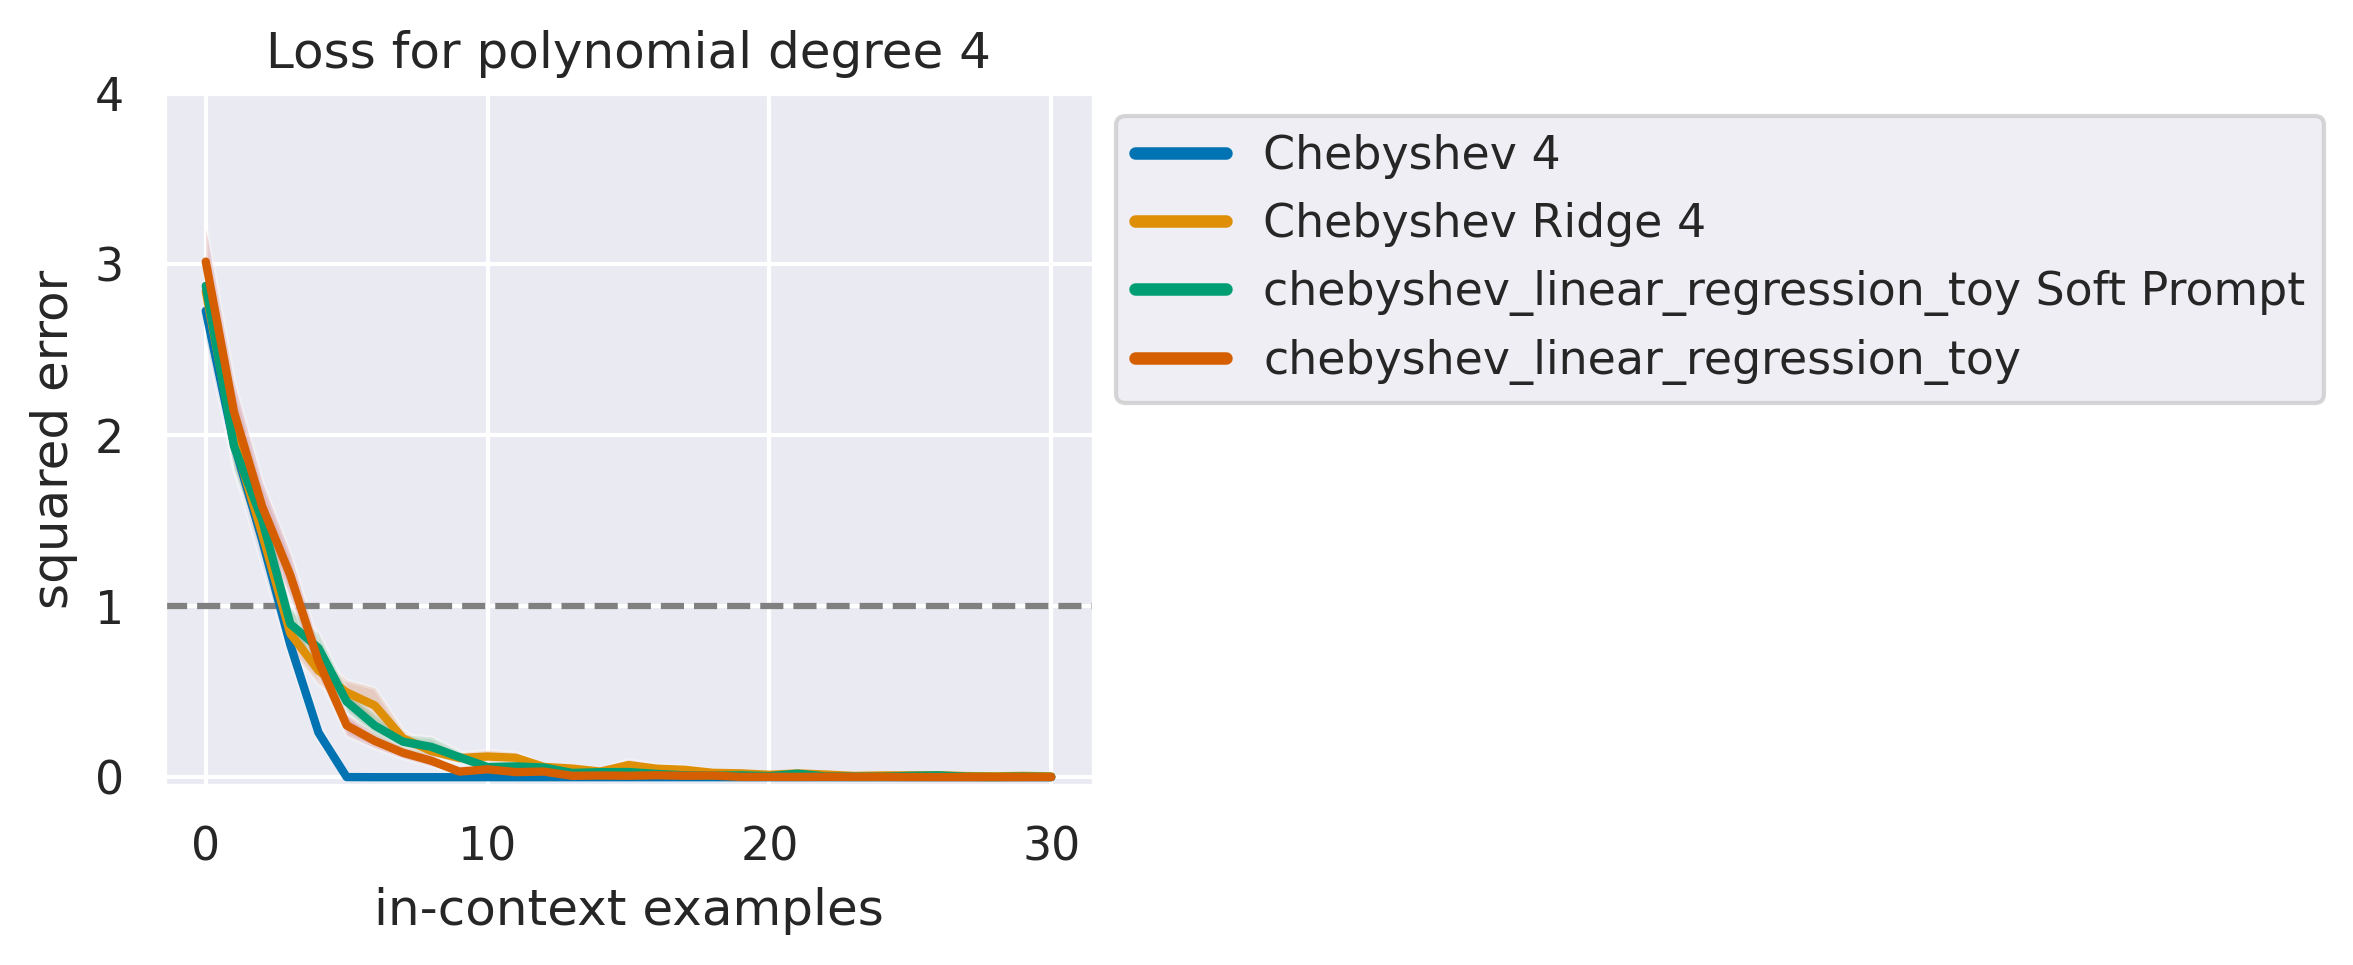 Loss for polynomial degree 4
4
3
2
1
0
squared error
0 10 20 30
in-context examples
Chebyshev 4
Chebyshev Ridge 4
chebyshev_linear_regression_toy Soft Prompt
chebyshev_linear_regression_toy